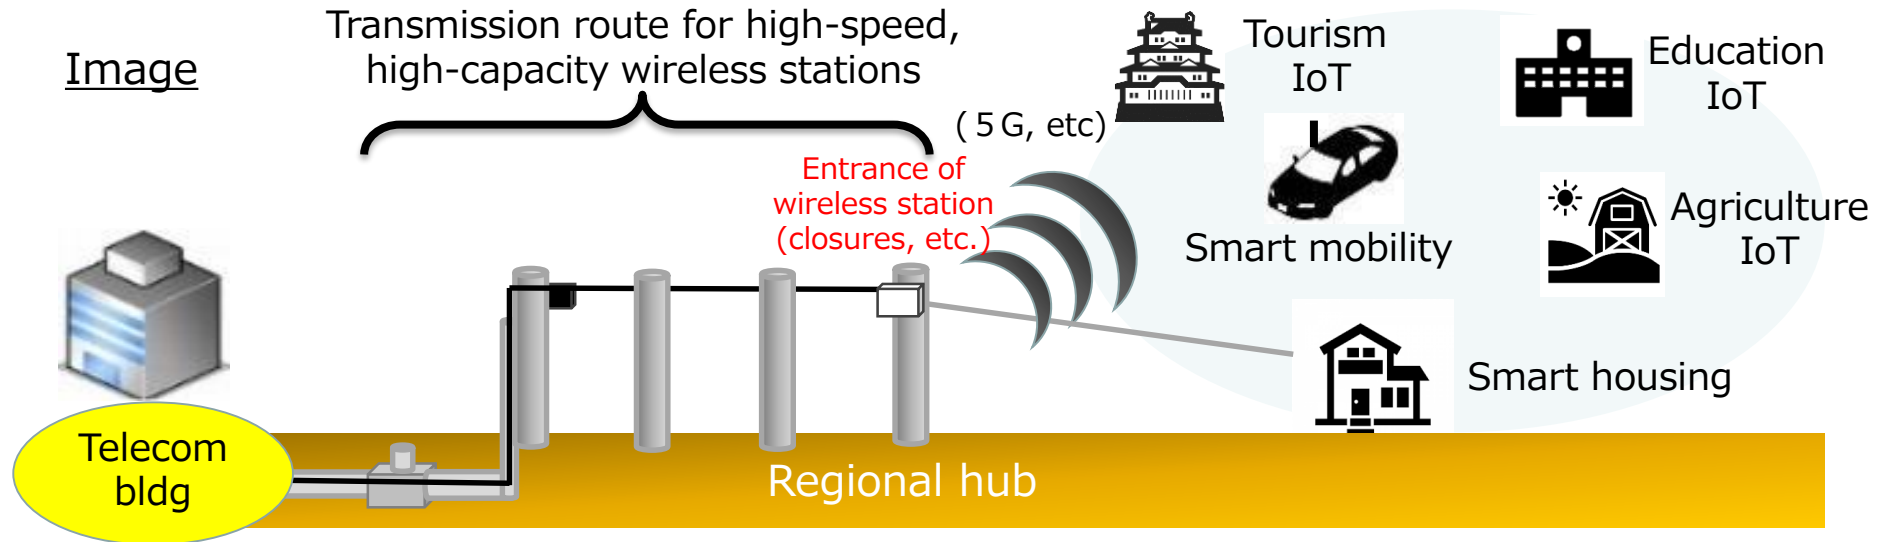 Image
Transmission route for high-speed,
high-capacity wireless stations
(５G, etc)
Entrance of
wireless station
(closures, etc.)
Tourism
IoT
Education
IoT
Smart mobility
Agriculture
IoT
Smart housing
Telecom
bldg
Regional hub